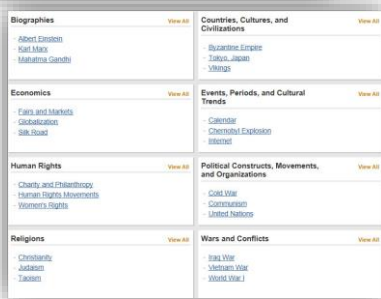 Biographies View All
- Albert Einstein
- Karl Marx
- Mahatma Gandhi
Countries, Cultures, and Civilizations View All
- Byzantine Empire
- Tokyo, Japan
- Vikings
Economics View All
- Fairs and Markets
- Globalization
- Silk Road
Events, Periods, and Cultural Trends View All
- Calendar
- Chernobyl Explosion
- Internet
Human Rights View All
- Charity and Philanthropy
- Human Rights Movements
- Women's Rights
Political Constructs, Movements, and Organizations View All
- Cold War
- Communism
- United Nations
Religions View All
- Christianity
- Judaism
- Taoism
Wars and Conflicts View All
- Iraq War
- Vietnam War
- World War I